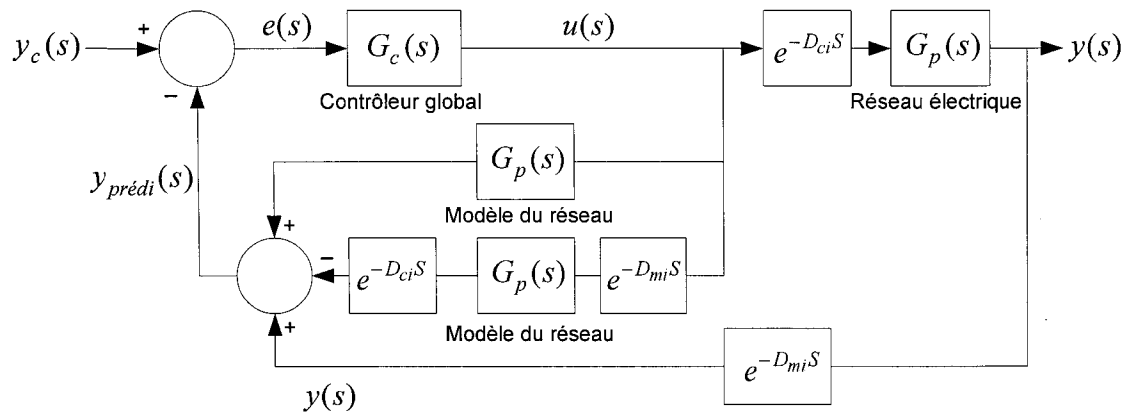 y_c(s) + e(s) G_c(s) u(s) e^{-D_{ci}S} G_p(s) y(s)
−
Contrôleur global Réseau électrique
G_p(s)
y_{prédi}(s)
Modèle du réseau
+
− e^{-D_{ci}S} G_p(s) e^{-D_{mi}S}
+
Modèle du réseau
e^{-D_{mi}S}
y(s)